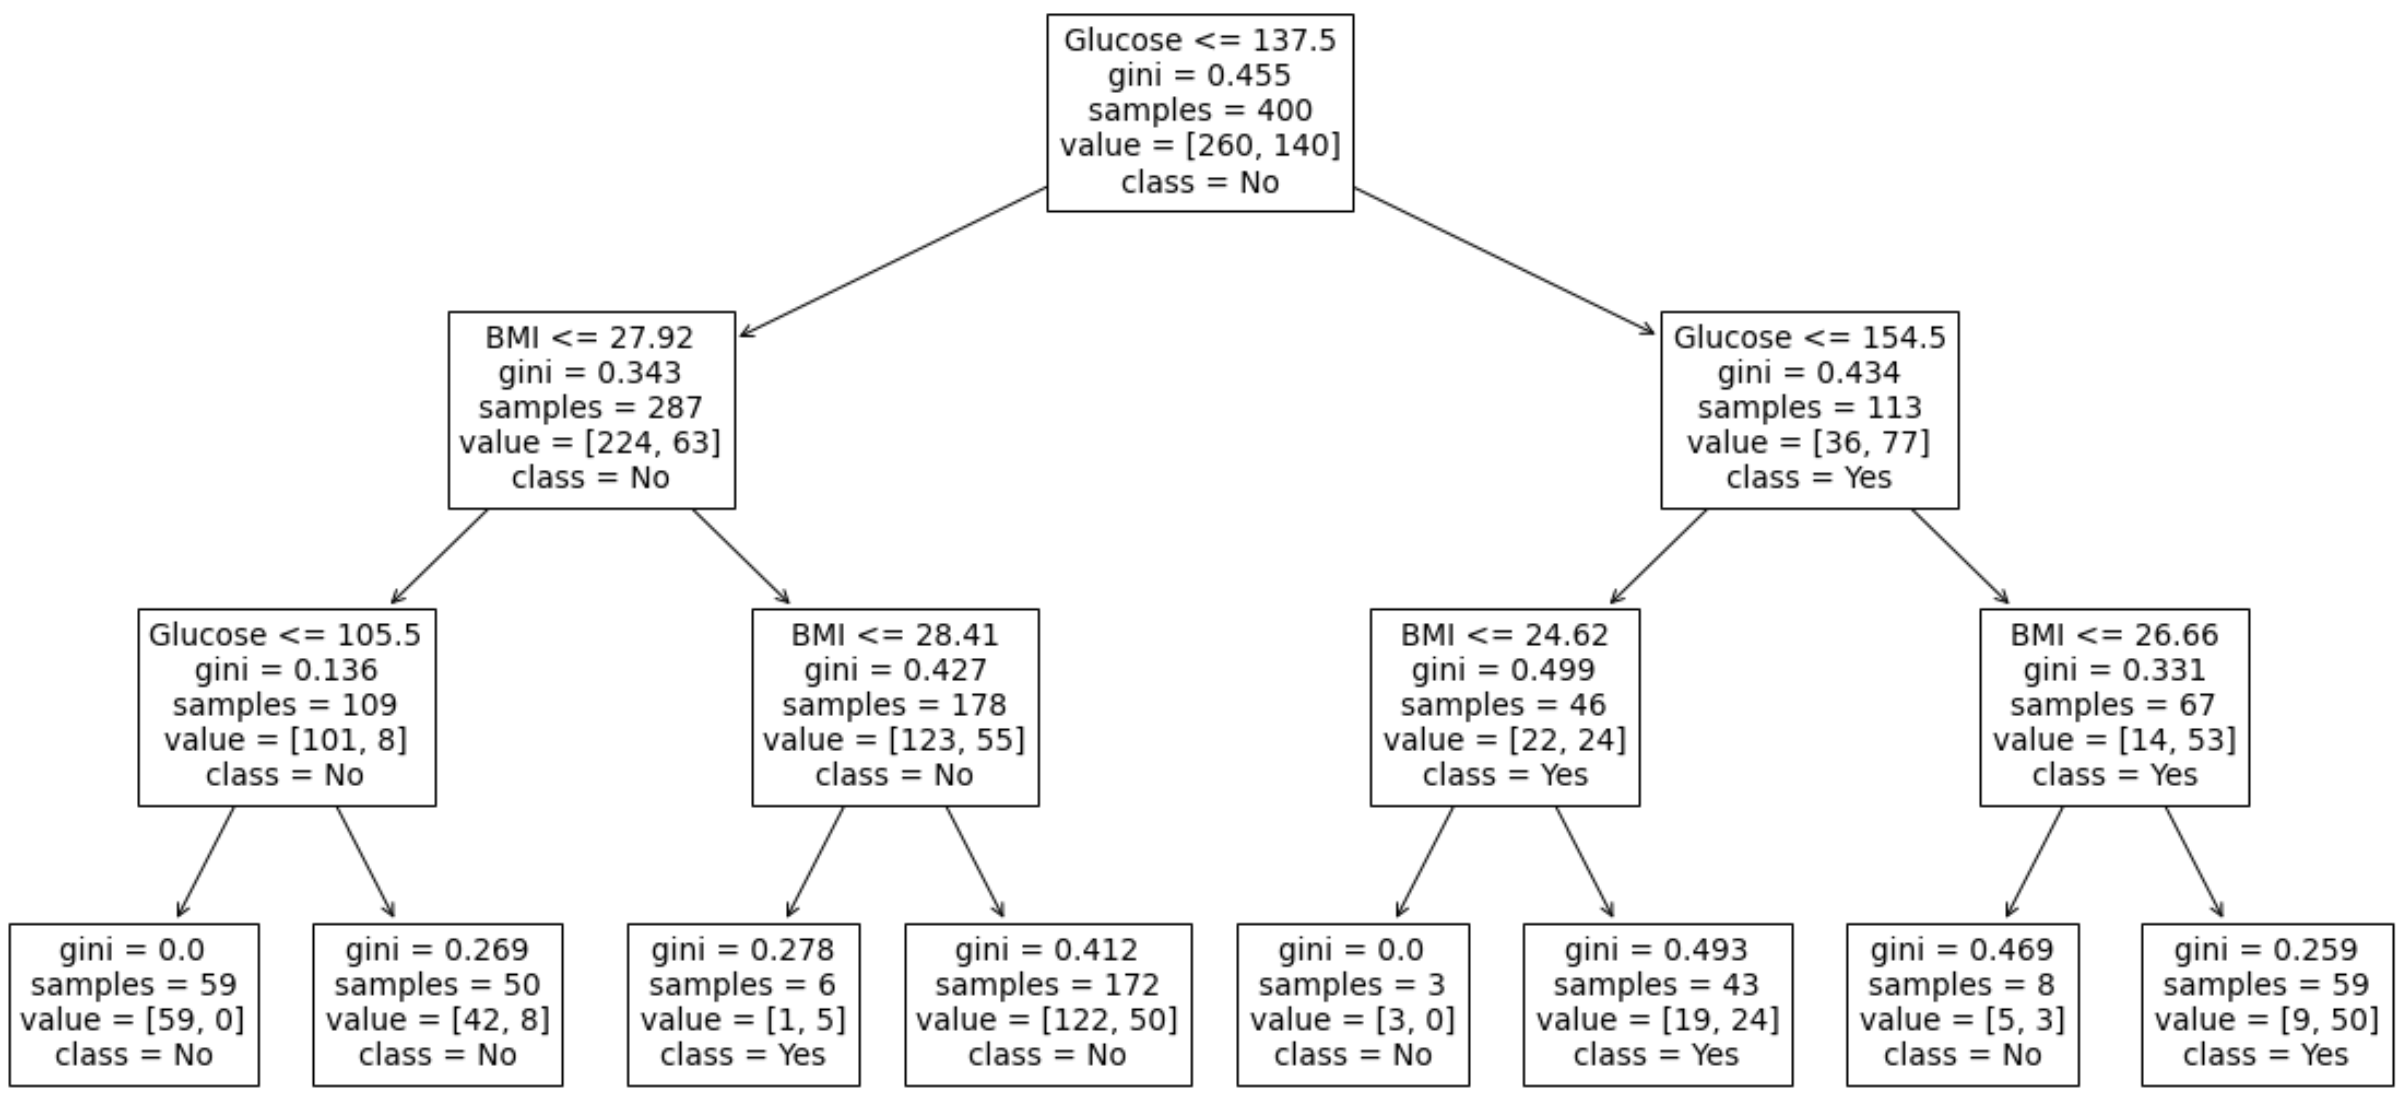 Glucose <= 137.5
gini = 0.455
samples = 400
value = [260, 140]
class = No
BMI <= 27.92
gini = 0.343
samples = 287
value = [224, 63]
class = No
Glucose <= 154.5
gini = 0.434
samples = 113
value = [36, 77]
class = Yes
Glucose <= 105.5
gini = 0.136
samples = 109
value = [101, 8]
class = No
BMI <= 28.41
gini = 0.427
samples = 178
value = [123, 55]
class = No
BMI <= 24.62
gini = 0.499
samples = 46
value = [22, 24]
class = Yes
BMI <= 26.66
gini = 0.331
samples = 67
value = [14, 53]
class = Yes
gini = 0.0
samples = 59
value = [59, 0]
class = No
gini = 0.269
samples = 50
value = [42, 8]
class = No
gini = 0.278
samples = 6
value = [1, 5]
class = Yes
gini = 0.412
samples = 172
value = [122, 50]
class = No
gini = 0.0
samples = 3
value = [3, 0]
class = No
gini = 0.493
samples = 43
value = [19, 24]
class = Yes
gini = 0.469
samples = 8
value = [5, 3]
class = No
gini = 0.259
samples = 59
value = [9, 50]
class = Yes